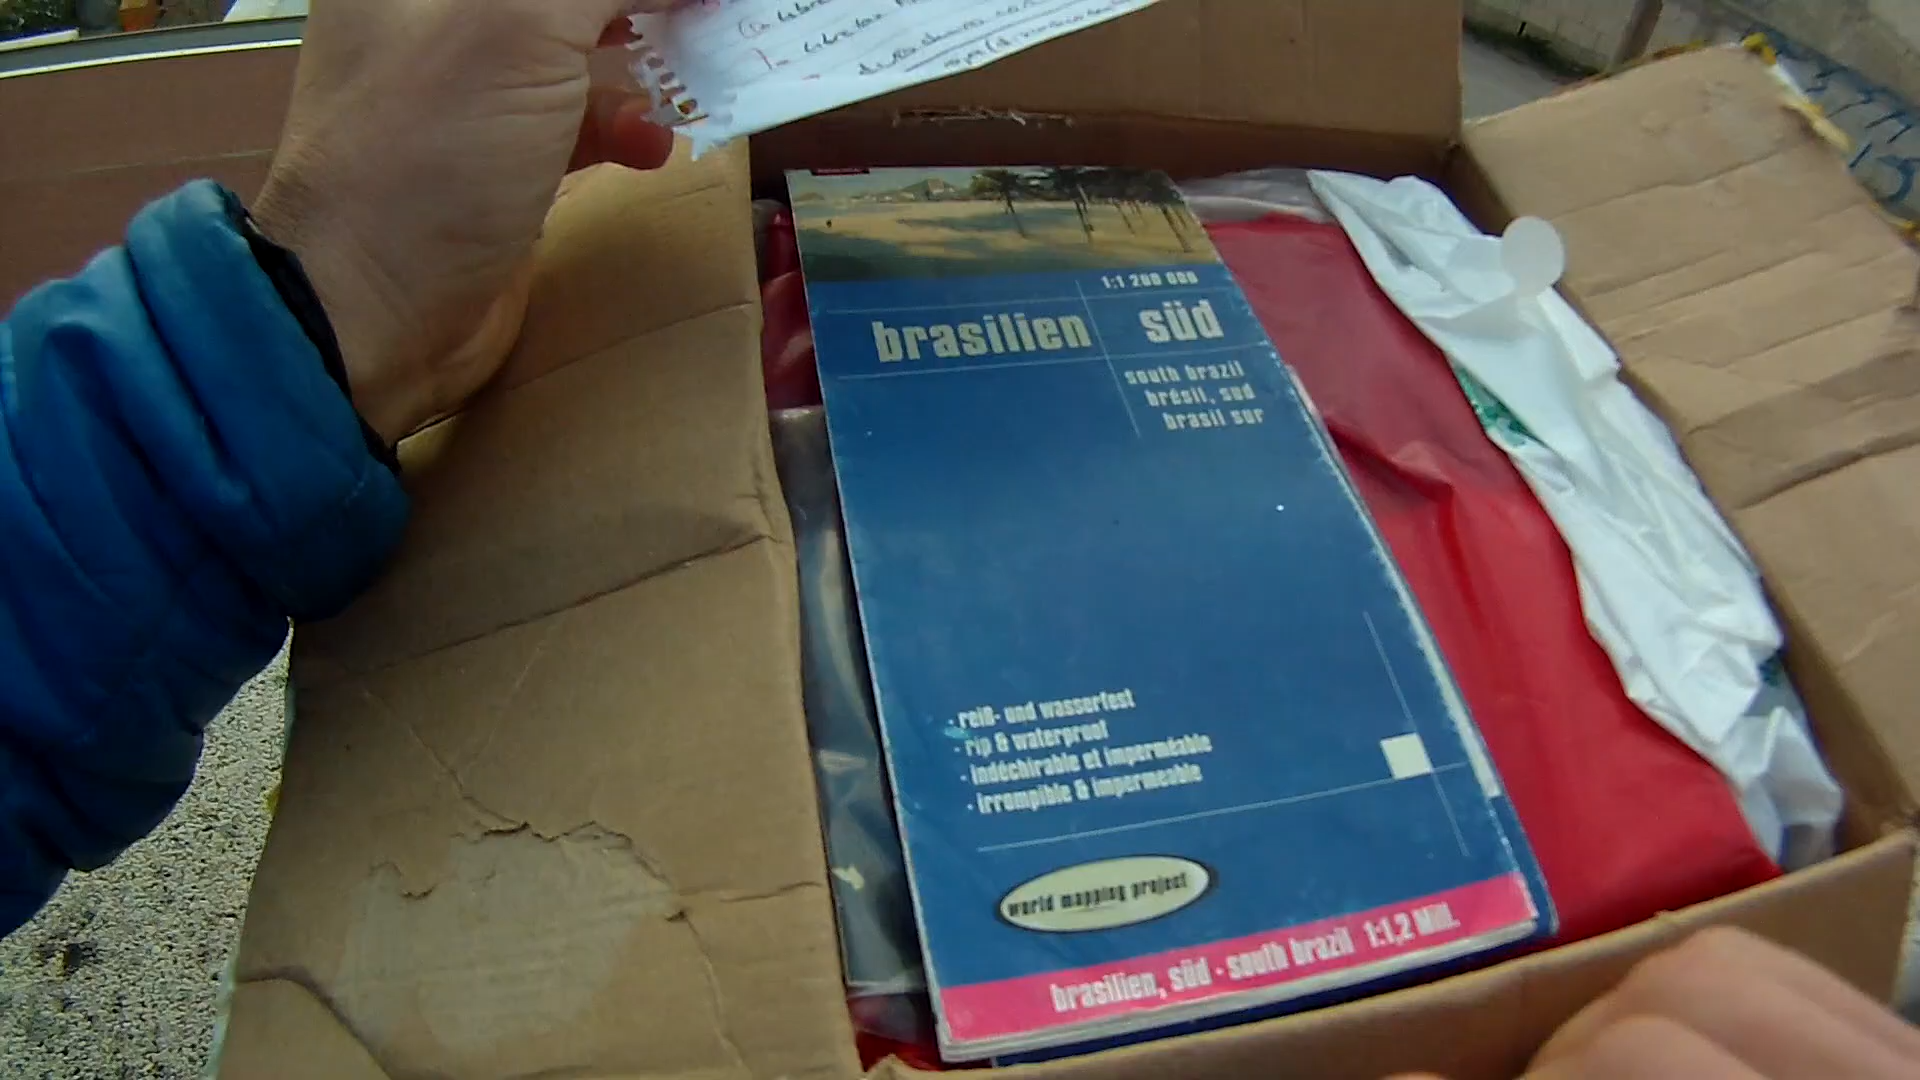 1:1 200 000
brasilien süd
south brazil
brésil, sud
brasil sur
· reiß- und wasserfest
· rip & waterproof
· indéchirable et imperméable
· irrompible & impermeable
world mapping project
brasilien, süd · south brazil 1:1,2 Mill.